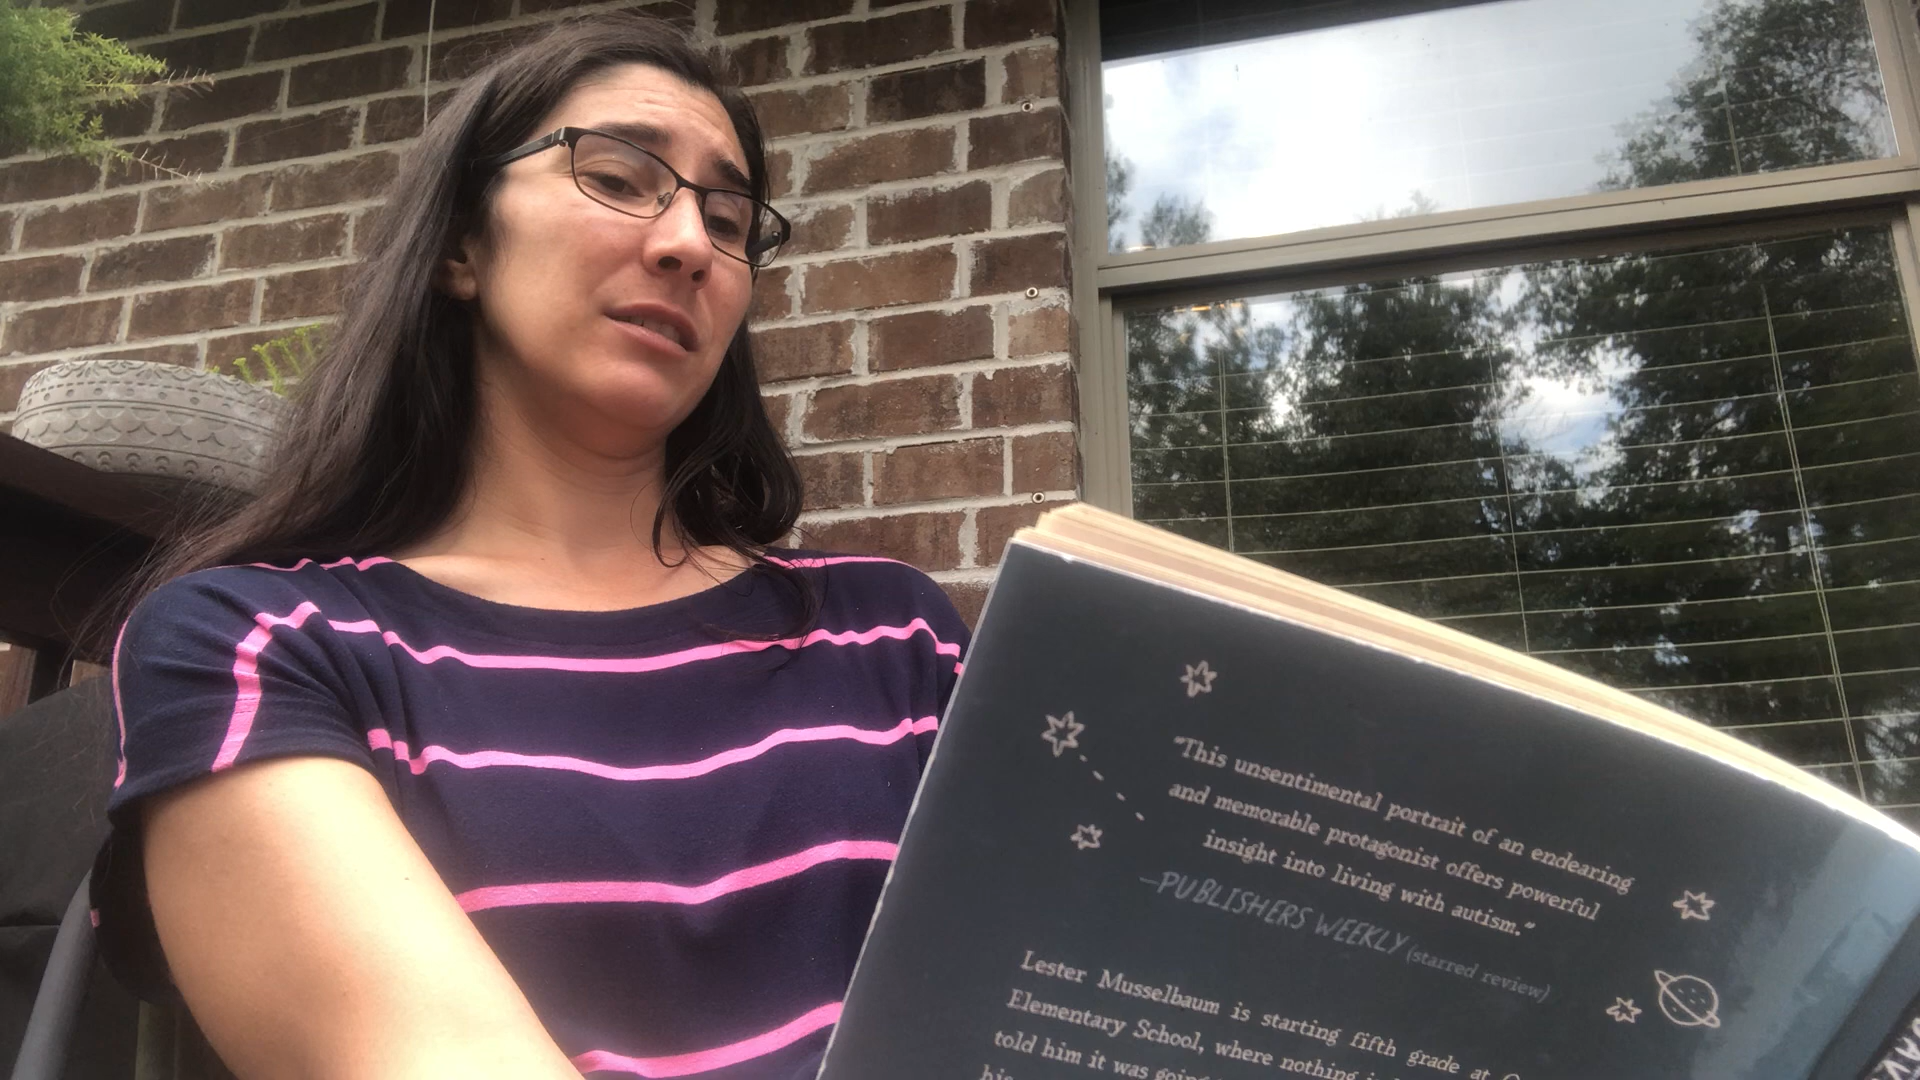 "This unsentimental portrait of an endearing
and memorable protagonist offers powerful
insight into living with autism."
—PUBLISHERS WEEKLY (starred review)
Lester Musselbaum is starting fifth grade at
Elementary School, where nothing
told him it was
his